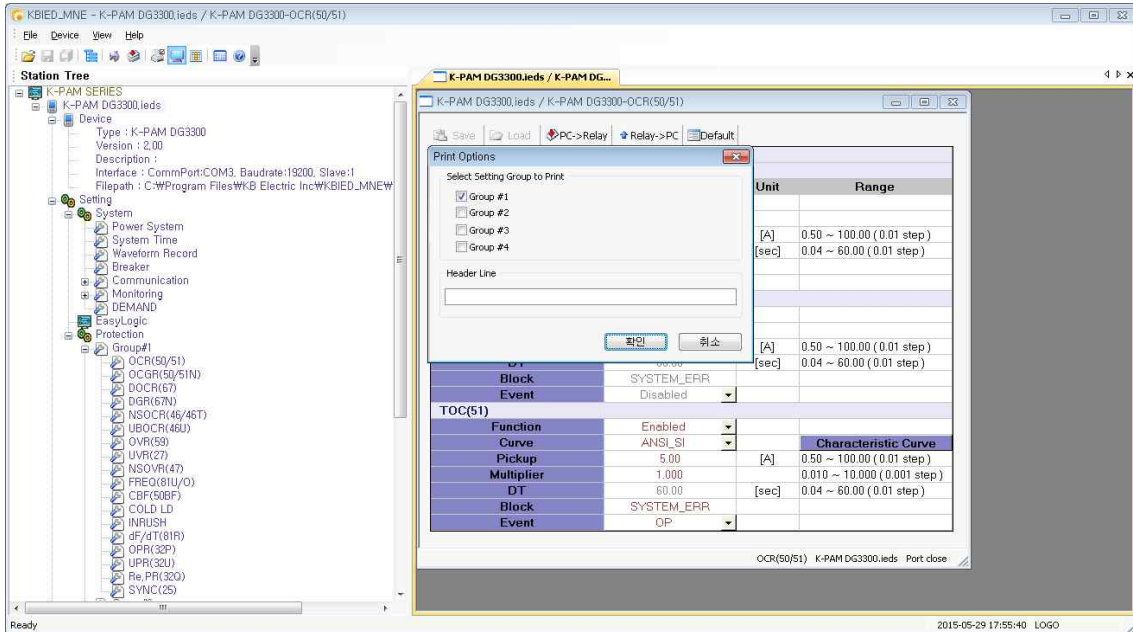 KBIED_MNE - K-PAM DG3300,ieds / K-PAM DG3300-OCR(50/51)
File Device View Help
Station Tree
K-PAM SERIES
K-PAM DG3300,ieds
Device
Type : K-PAM DG3300
Version : 2,00
Description :
Interface : CommPort:COM3, Baudrate:19200, Slave:1
Filepath : C:₩Program Files₩KB Electric Inc₩KBIED_MNE₩
Setting
System
Power System
System Time
Waveform Record
Breaker
Communication
Monitoring
DEMAND
EasyLogic
Protection
Group#1
OCR(50/51)
OCGR(50/51N)
DOCR(67)
DGR(67N)
NSOCR(46/46T)
UBOCR(46U)
OVR(59)
UVR(27)
NSOVR(47)
FREQ(81U/O)
CBF(50BF)
COLD LD
INRUSH
dF/dT(81R)
OPR(32P)
UPR(32U)
Re,PR(32Q)
SYNC(25)
K-PAM DG3300.ieds / K-PAM DG...
K-PAM DG3300,ieds / K-PAM DG3300-OCR(50/51)
Save Load PC->Relay Relay->PC Default
Print Options
Select Setting Group to Print
Group #1
Group #2
Group #3
Group #4
Header Line
확인 취소
Unit Range
[A] 0.50 ~ 100.00 ( 0.01 step )
[sec] 0.04 ~ 60.00 ( 0.01 step )
[A] 0.50 ~ 100.00 ( 0.01 step )
DT 60.00 [sec] 0.04 ~ 60.00 ( 0.01 step )
Block SYSTEM_ERR
Event Disabled
TOC(51)
Function Enabled
Curve ANSI_SI Characteristic Curve
Pickup 5.00 [A] 0.50 ~ 100.00 ( 0.01 step )
Multiplier 1.000 0.010 ~ 10.000 ( 0.001 step )
DT 60.00 [sec] 0.04 ~ 60.00 ( 0.01 step )
Block SYSTEM_ERR
Event OP
OCR(50/51) K-PAM DG3300.ieds Port close
Ready 2015-05-29 17:55:40 LOGO